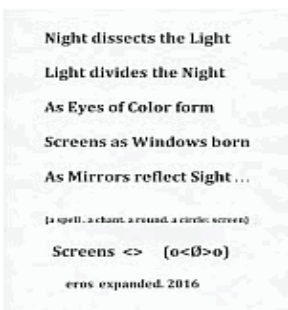 Night dissects the Light
Light divides the Night
As Eyes of Color form
Screens as Windows born
As Mirrors reflect Sight ...
(a spell. a chant. a round. a circle: screen)
Screens <> (o<Ø>o)
eros expanded. 2016